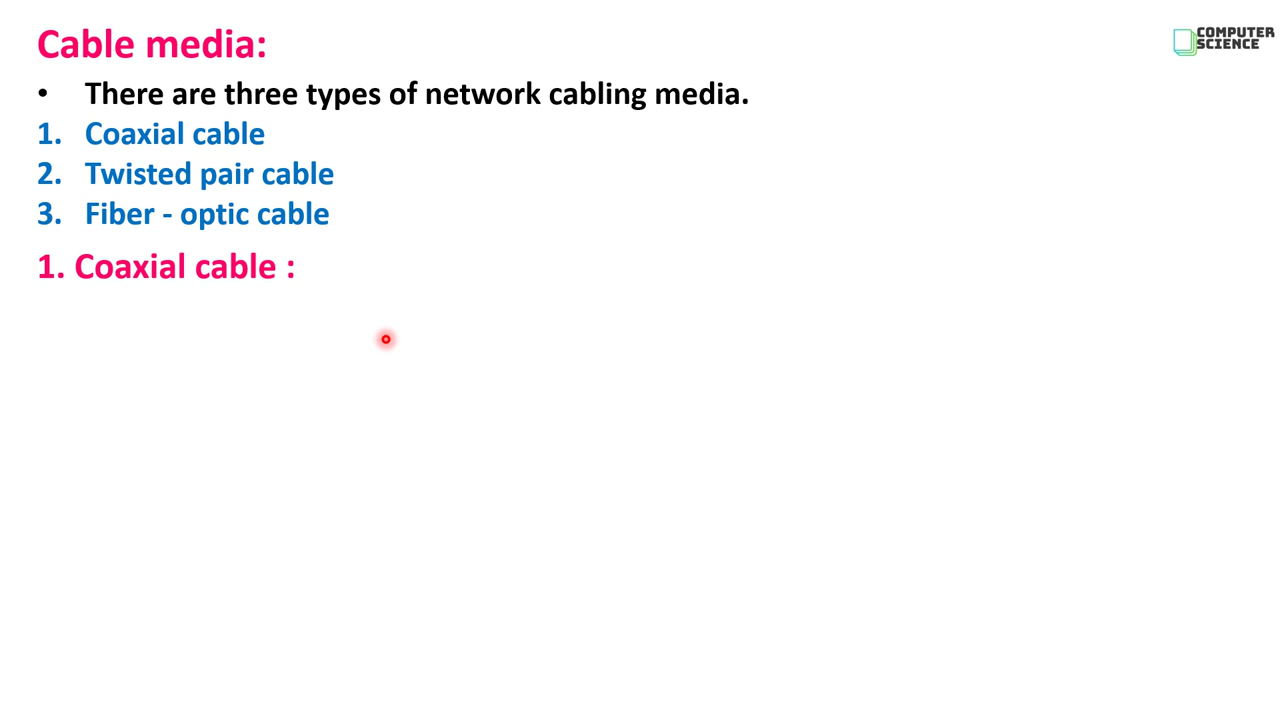 Cable media:
COMPUTER
SCIENCE
• There are three types of network cabling media.
1. Coaxial cable
2. Twisted pair cable
3. Fiber - optic cable
1. Coaxial cable :